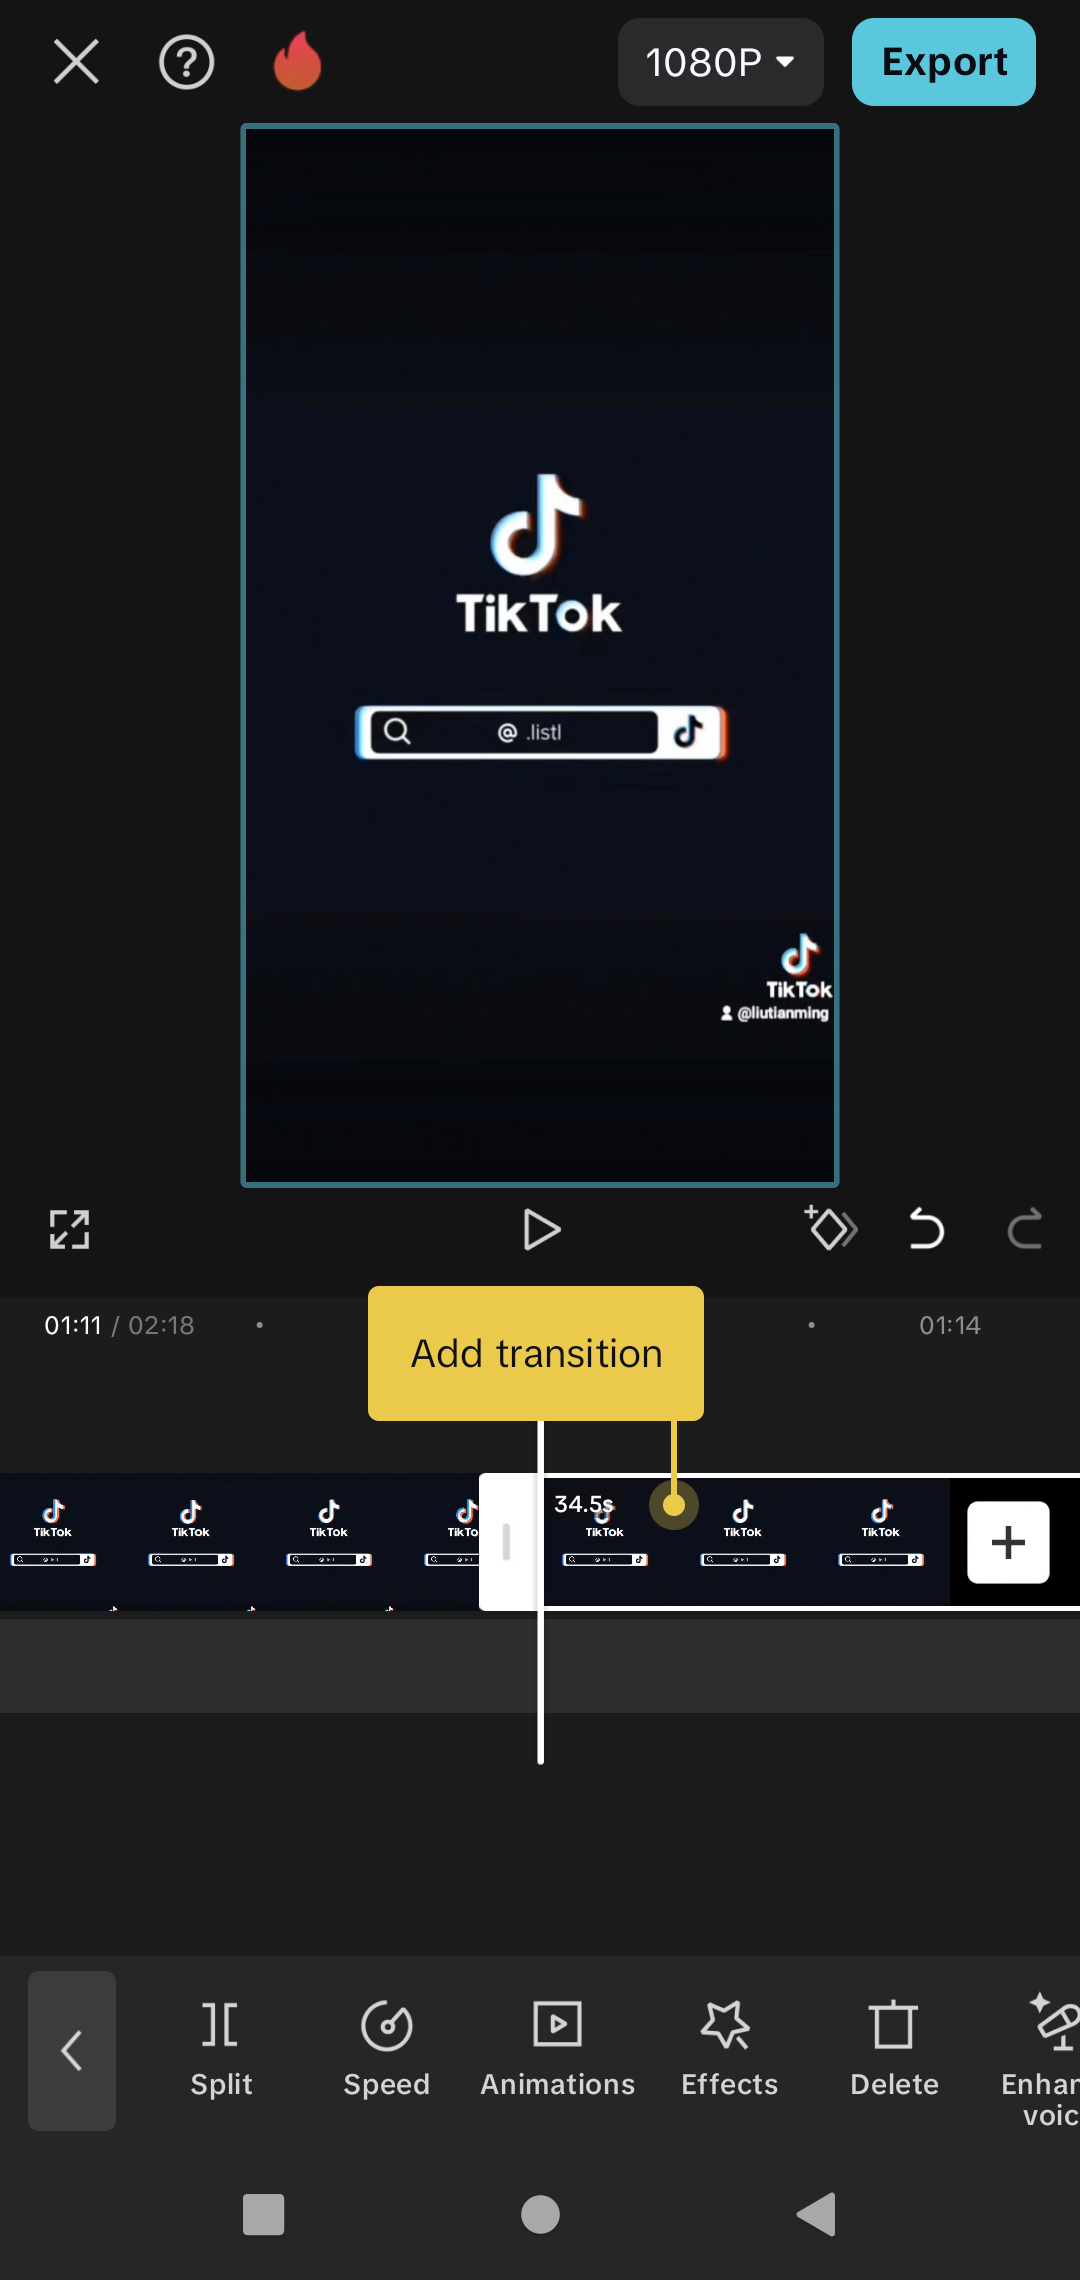 1080P
Export
TikTok
@ .listl
TikTok
@liutianming
01:11 / 02:18
01:14
Add transition
34.5s
TikTok
TikTok
TikTok
TikTok
TikTok
TikTok
TikTok
Split
Speed
Animations
Effects
Delete
Enhan
voic